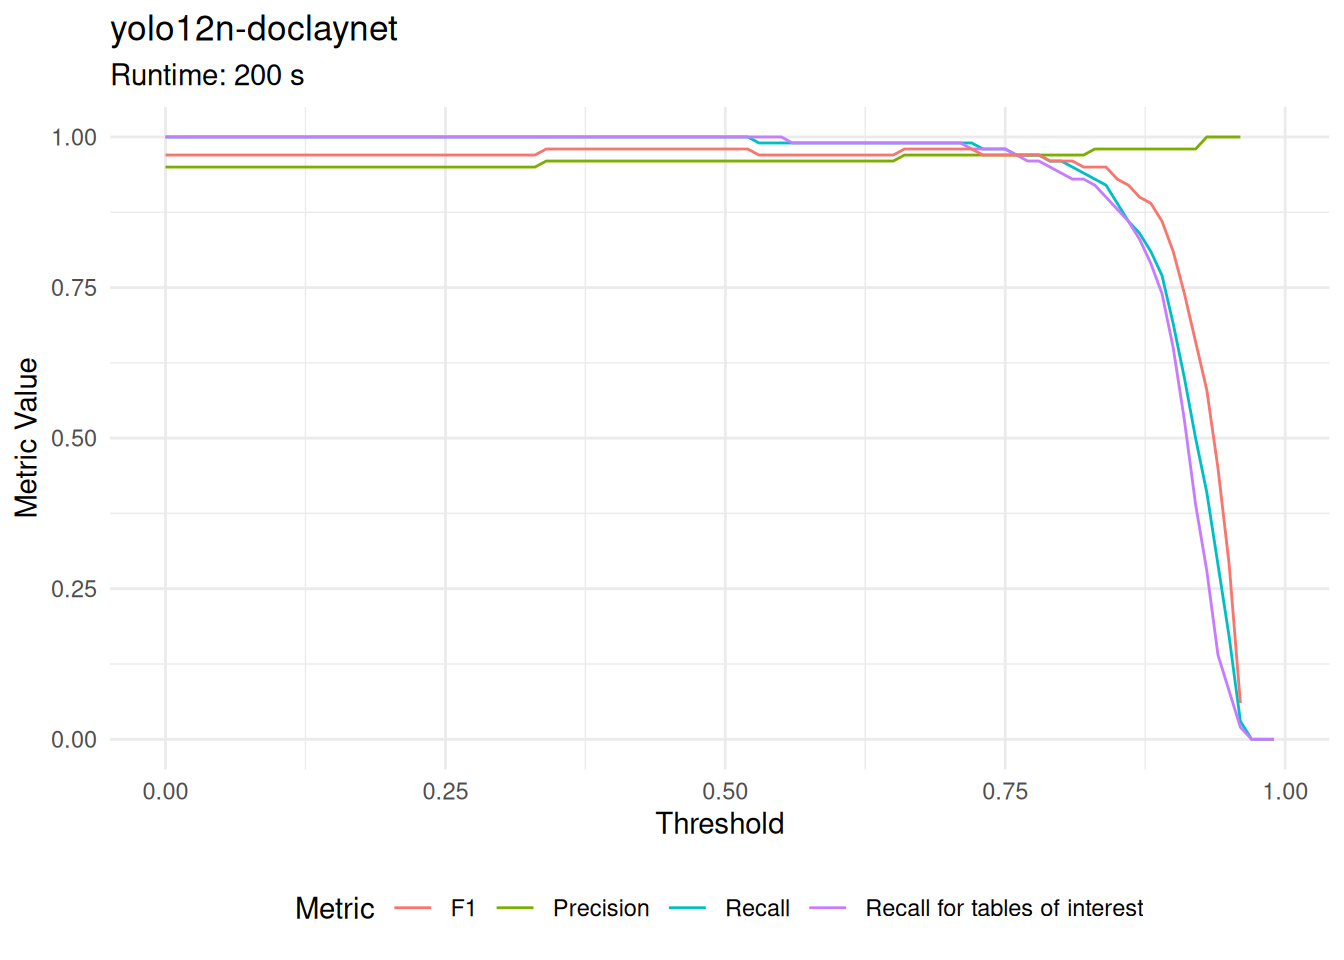 yolo12n-doclaynet
Runtime: 200 s
1.00
0.75
0.50
0.25
0.00
Metric Value
0.00 0.25 0.50 0.75 1.00
Threshold
Metric F1 Precision Recall Recall for tables of interest